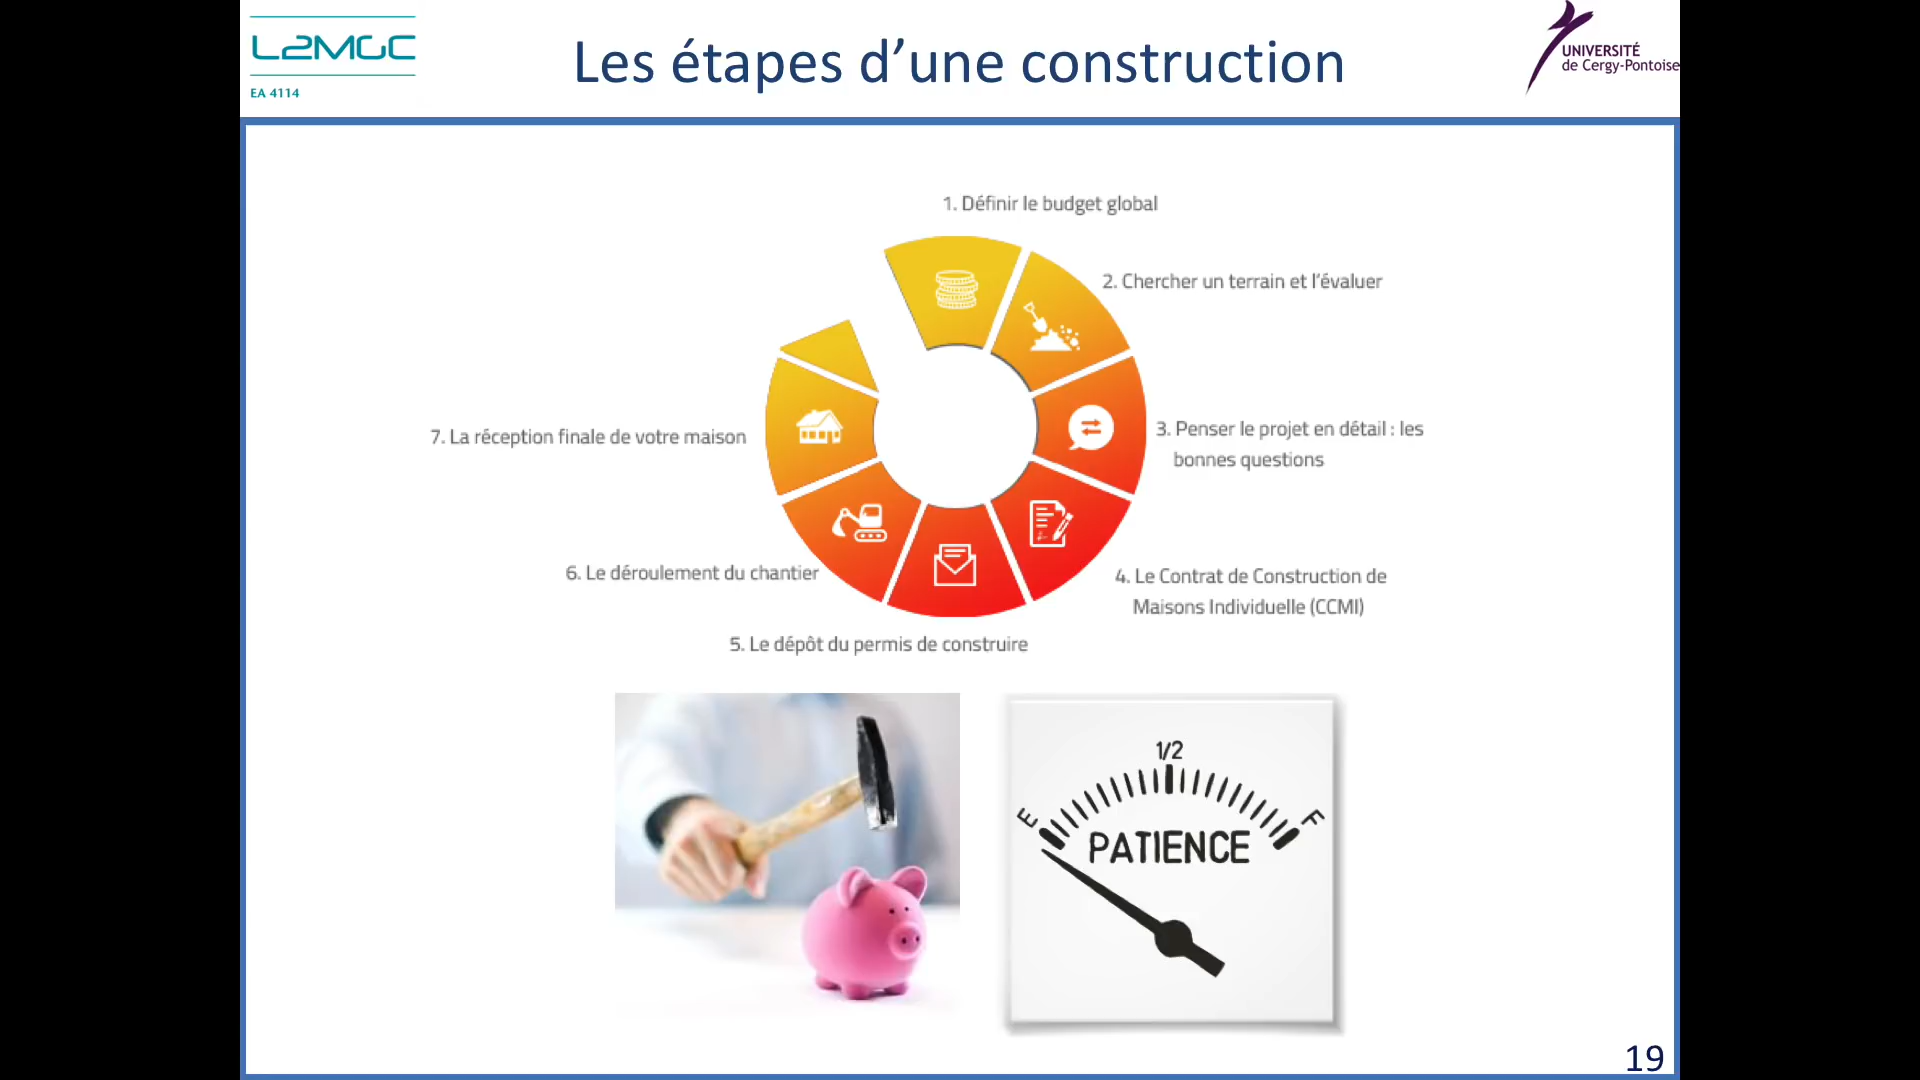 L2MGC
EA 4114
Les étapes d’une construction
UNIVERSITÉ
de Cergy-Pontoise
1. Définir le budget global
2. Chercher un terrain et l’évaluer
3. Penser le projet en détail : les
bonnes questions
4. Le Contrat de Construction de
Maisons Individuelle (CCMI)
5. Le dépôt du permis de construire
6. Le déroulement du chantier
7. La réception finale de votre maison
1/2
E
F
PATIENCE
19